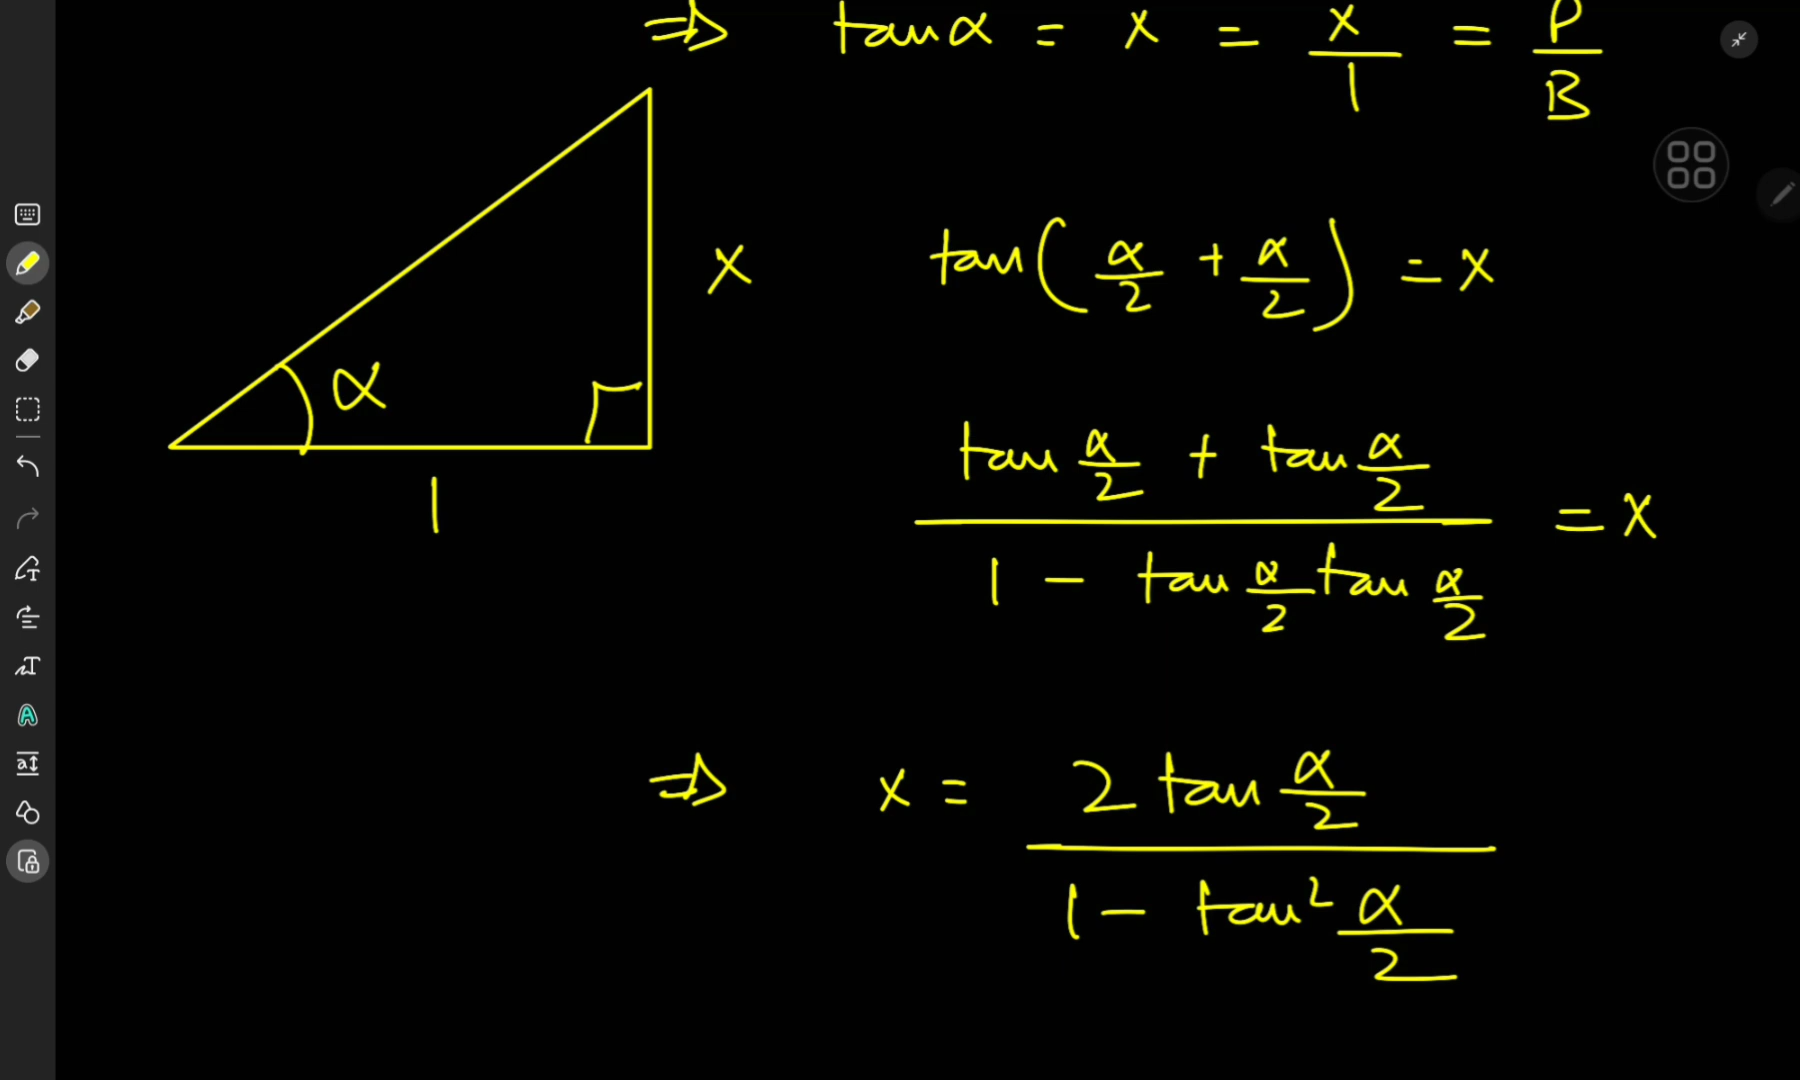 ⇒ tanα = x = x/1 = P/B
x
tan(α/2 + α/2) = x
α
1
(tan α/2 + tan α/2)/(1 - tan α/2 tan α/2) = x
⇒ x = (2 tan α/2)/(1 - tan² α/2)